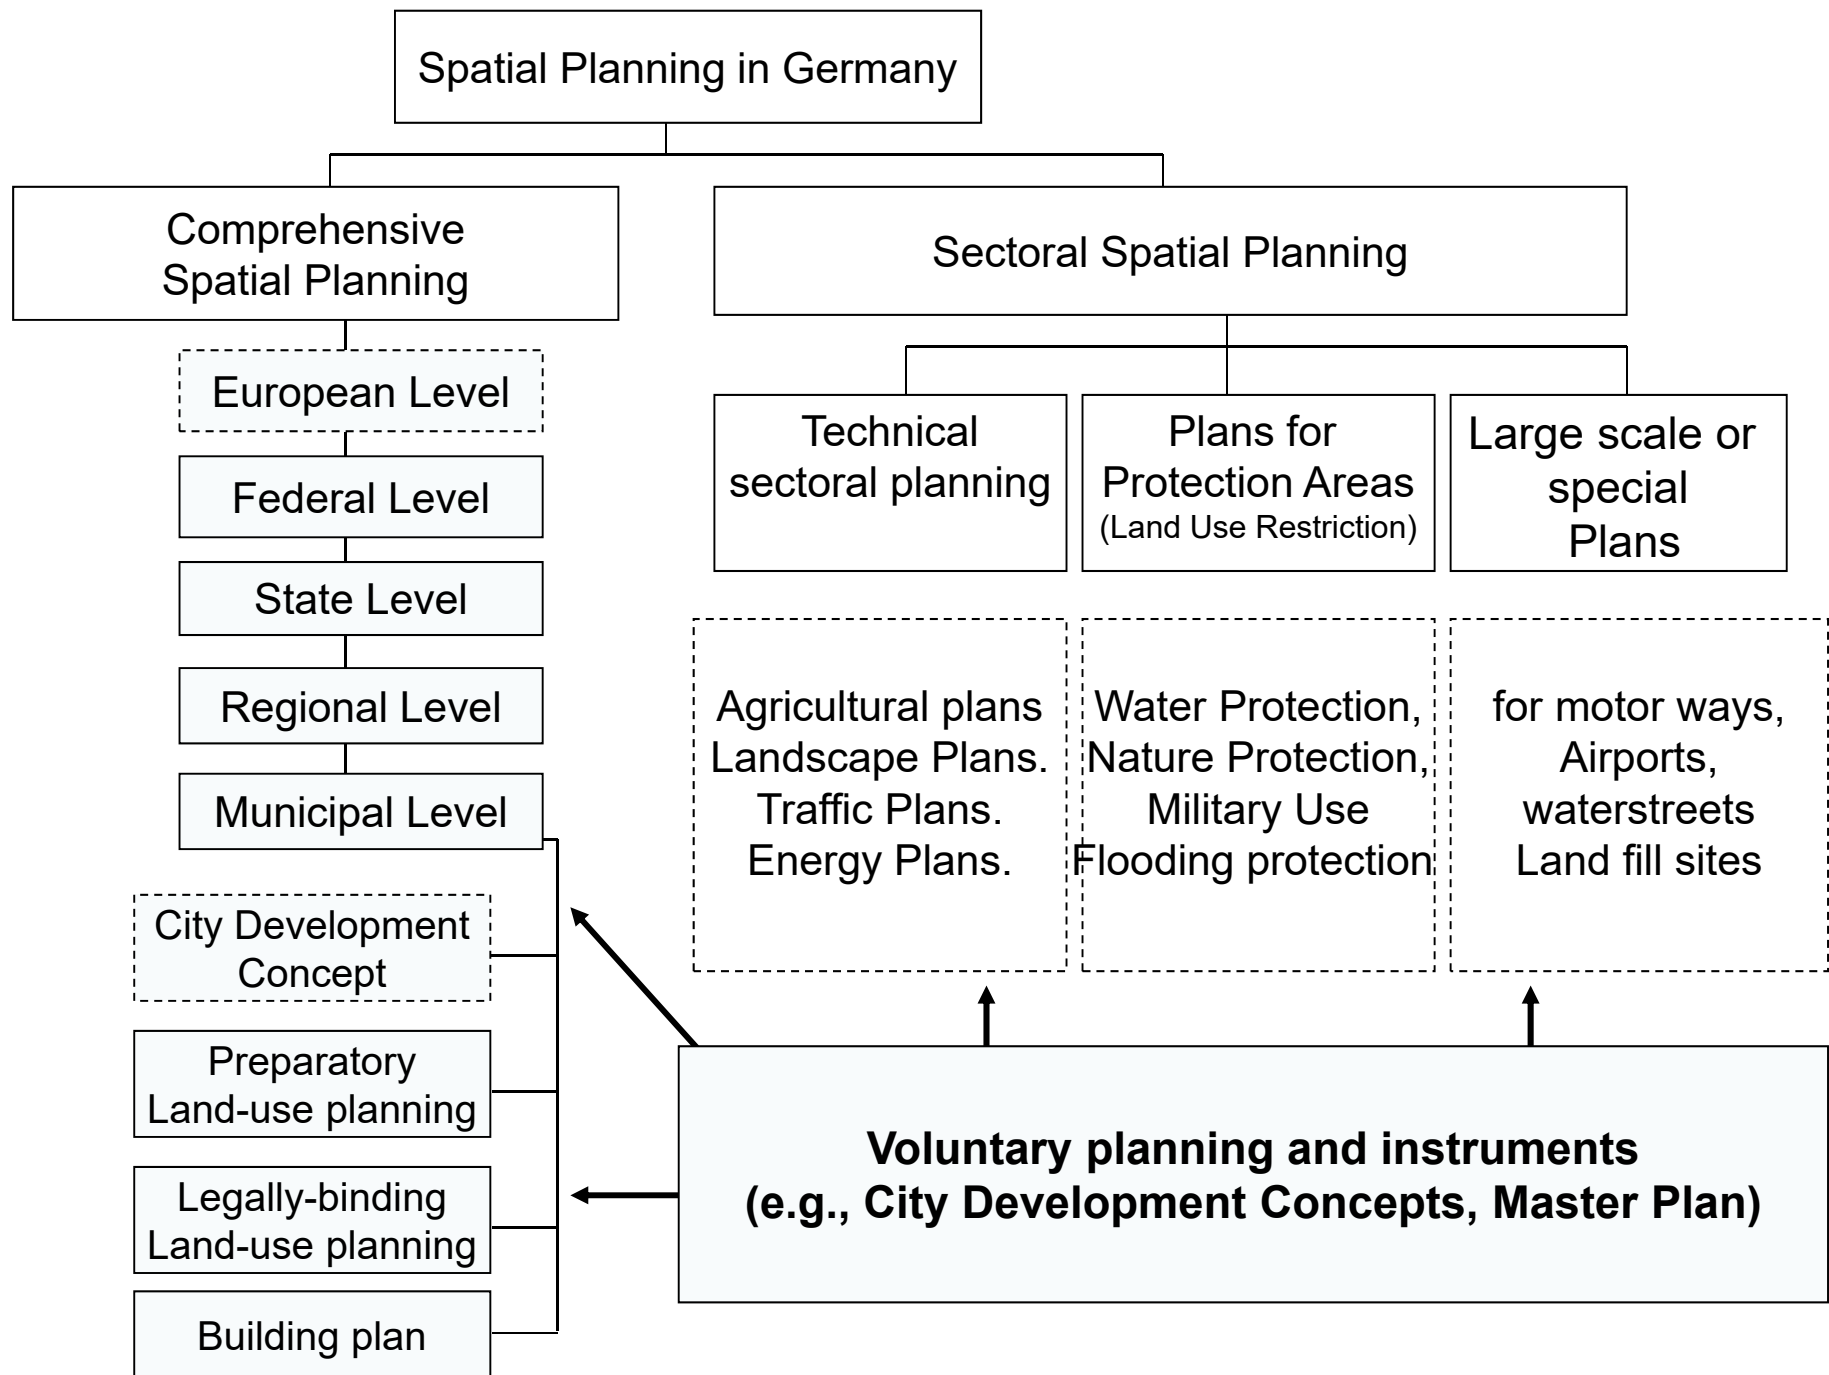 Spatial Planning in Germany
Comprehensive
Spatial Planning
Sectoral Spatial Planning
European Level
Federal Level
State Level
Regional Level
Municipal Level
City Development
Concept
Preparatory
Land-use planning
Legally-binding
Land-use planning
Building plan
Technical
sectoral planning
Plans for
Protection Areas
(Land Use Restriction)
Large scale or
special
Plans
Agricultural plans
Landscape Plans.
Traffic Plans.
Energy Plans.
Water Protection,
Nature Protection,
Military Use
Flooding protection
for motor ways,
Airports,
waterstreets
Land fill sites
Voluntary planning and instruments
(e.g., City Development Concepts, Master Plan)